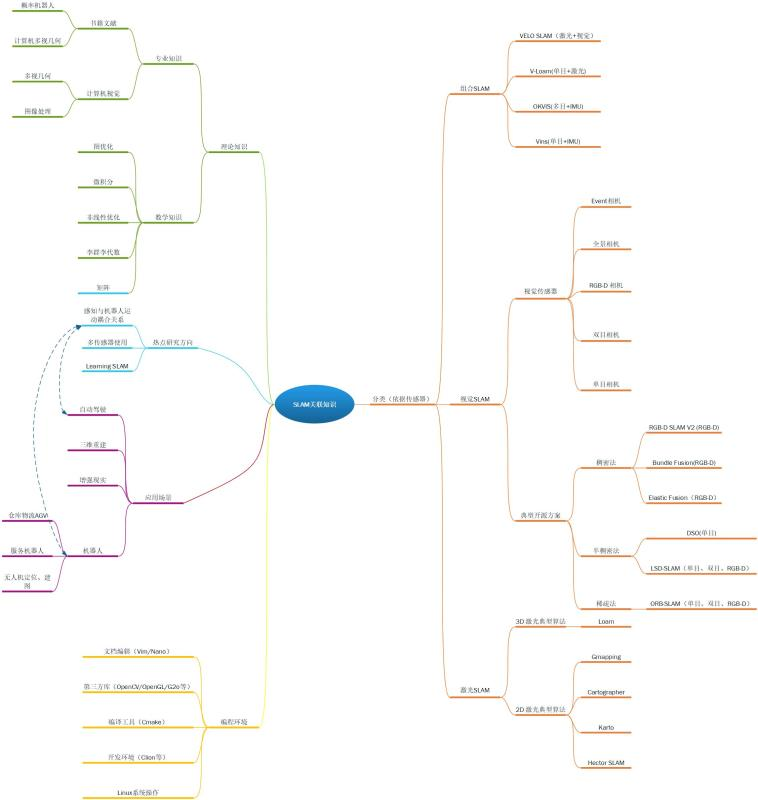 概率机器人
书籍文献
计算机多视几何
专业知识
多视几何
计算机视觉
图像处理
理论知识
图优化
微积分
非线性优化
数学知识
李群李代数
矩阵
感知与机器人运
动耦合关系
多传感器使用
热点研究方向
Learning SLAM
自动驾驶
三维重建
增强现实
应用场景
仓库物流AGV
服务机器人
机器人
无人机定位、建
图
文档编辑（Vim/Nano）
第三方库（OpenCV/OpenGL/G2o等）
编译工具（Cmake）
编程环境
开发环境（Clion等）
Linux系统操作
SLAM关联知识
分类（依据传感器）
组合SLAM
VELO SLAM（激光+视觉）
V-Loam(单目+激光)
OKVIS(多目+IMU)
Vins(单目+IMU)
视觉SLAM
视觉传感器
Event相机
全景相机
RGB-D 相机
双目相机
单目相机
典型开源方案
稠密法
RGB-D SLAM V2 (RGB-D)
Bundle Fusion(RGB-D)
Elastic Fusion（RGB-D）
半稠密法
DSO(单目)
LSD-SLAM（单目、双目、RGB-D）
稀疏法
ORB-SLAM（单目、双目、RGB-D）
激光SLAM
3D 激光典型算法
Loam
2D 激光典型算法
Gmapping
Cartographer
Karto
Hector SLAM